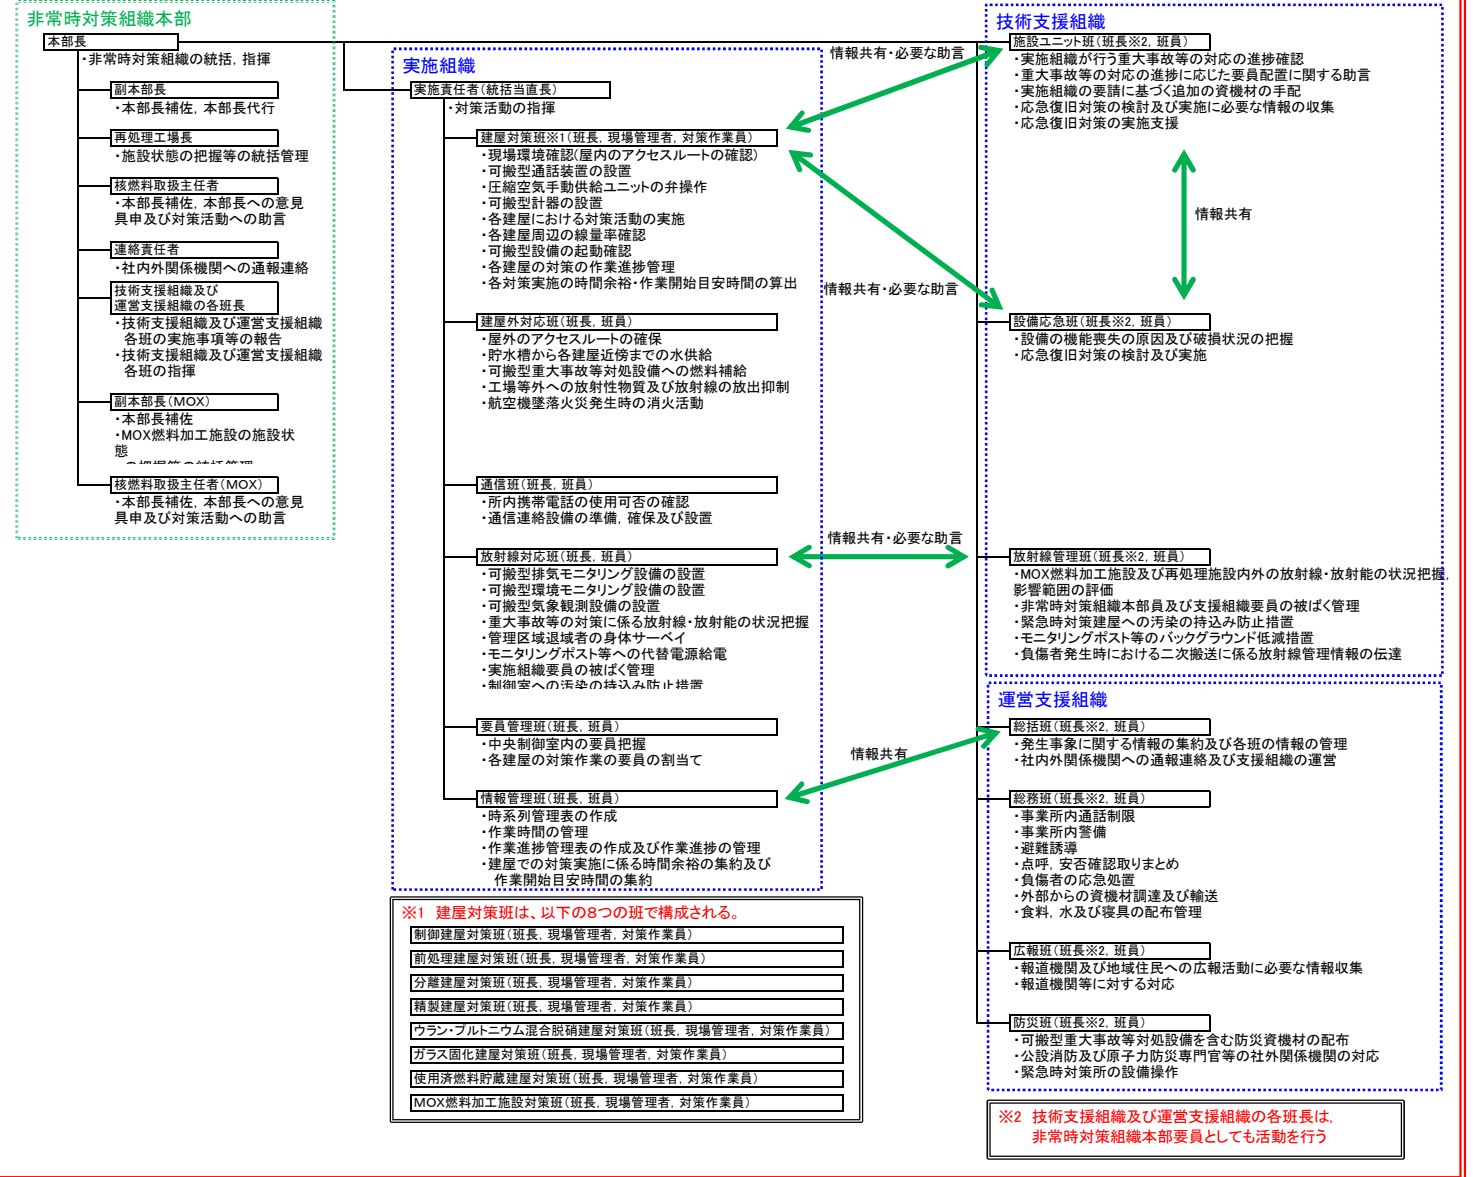 非常時対策組織本部
本部長
・非常時対策組織の統括，指揮
副本部長
・本部長補佐，本部長代行
再処理工場長
・施設状態の把握等の統括管理
核燃料取扱主任者
・本部長補佐，本部長への意見
具申及び対策活動への助言
連絡責任者
・社内外関係機関への通報連絡
技術支援組織及び
運営支援組織の各班長
・技術支援組織及び運営支援組織
各班の実施事項等の報告
・技術支援組織及び運営支援組織
各班の指揮
副本部長（MOX）
・本部長補佐
・MOX燃料加工施設の施設状
態
の把握等の統括管理
核燃料取扱主任者（MOX）
・本部長補佐，本部長への意見
具申及び対策活動への助言
実施組織
実施責任者（統括当直長）
・対策活動の指揮
建屋対策班※1（班長，現場管理者，対策作業員）
・現場環境確認（屋内のアクセスルートの確認）
・可搬型通話装置の設置
・圧縮空気手動供給ユニットの弁操作
・可搬型計器の設置
・各建屋における対策活動の実施
・各建屋周辺の線量率確認
・可搬型設備の起動確認
・各建屋の対策の作業進捗管理
・各対策実施の時間余裕・作業開始目安時間の算出
建屋外対応班（班長，班員）
・屋外のアクセスルートの確保
・貯水槽から各建屋近傍までの水供給
・可搬型重大事故等対処設備への燃料補給
・工場等外への放射性物質及び放射線の放出抑制
・航空機墜落火災発生時の消火活動
通信班（班長，班員）
・所内携帯電話の使用可否の確認
・通信連絡設備の準備，確保及び設置
放射線対応班（班長，班員）
・可搬型排気モニタリング設備の設置
・可搬型環境モニタリング設備の設置
・可搬型気象観測設備の設置
・重大事故等の対策に係る放射線・放射能の状況把握
・管理区域退域者の身体サーベイ
・モニタリングポスト等への代替電源給電
・実施組織要員の被ばく管理
・制御室への汚染の持込み防止措置
要員管理班（班長，班員）
・中央制御室内の要員把握
・各建屋の対策作業の要員の割当て
情報管理班（班長，班員）
・時系列管理表の作成
・作業時間の管理
・作業進捗管理表の作成及び作業進捗の管理
・建屋での対策実施に係る時間余裕の集約及び
作業開始目安時間の集約
※1　建屋対策班は、以下の8つの班で構成される。
制御建屋対策班（班長，現場管理者，対策作業員）
前処理建屋対策班（班長，現場管理者，対策作業員）
分離建屋対策班（班長，現場管理者，対策作業員）
精製建屋対策班（班長，現場管理者，対策作業員）
ウラン・プルトニウム混合脱硝建屋対策班（班長，現場管理者，対策作業員）
ガラス固化建屋対策班（班長，現場管理者，対策作業員）
使用済燃料貯蔵建屋対策班（班長，現場管理者，対策作業員）
MOX燃料加工施設対策班（班長，現場管理者，対策作業員）
情報共有・必要な助言
情報共有・必要な助言
情報共有
情報共有・必要な助言
情報共有
技術支援組織
施設ユニット班（班長※2，班員）
・実施組織が行う重大事故等の対応の進捗確認
・重大事故等の対応の進捗に応じた要員配置に関する助言
・実施組織の要請に基づく追加の資機材の手配
・応急復旧対策の検討及び実施に必要な情報の収集
・応急復旧対策の実施支援
設備応急班（班長※2，班員）
・設備の機能喪失の原因及び破損状況の把握
・応急復旧対策の検討及び実施
放射線管理班（班長※2，班員）
・MOX燃料加工施設及び再処理施設内外の放射線・放射能の状況把握，
影響範囲の評価
・非常時対策組織本部員及び支援組織要員の被ばく管理
・緊急時対策建屋への汚染の持込み防止措置
・モニタリングポスト等のバックグラウンド低減措置
・負傷者発生時における二次搬送に係る放射線管理情報の伝達
運営支援組織
総括班（班長※2，班員）
・発生事象に関する情報の集約及び各班の情報の管理
・社内外関係機関への通報連絡及び支援組織の運営
総務班（班長※2，班員）
・事業所内通話制限
・事業所内警備
・避難誘導
・点呼，安否確認取りまとめ
・負傷者の応急処置
・外部からの資機材調達及び輸送
・食料，水及び寝具の配布管理
広報班（班長※2，班員）
・報道機関及び地域住民への広報活動に必要な情報収集
・報道機関等に対する対応
防災班（班長※2，班員）
・可搬型重大事故等対処設備を含む防災資機材の配布
・公設消防及び原子力防災専門官等の社外関係機関の対応
・緊急時対策所の設備操作
※2　技術支援組織及び運営支援組織の各班長は，
非常時対策組織本部要員としても活動を行う